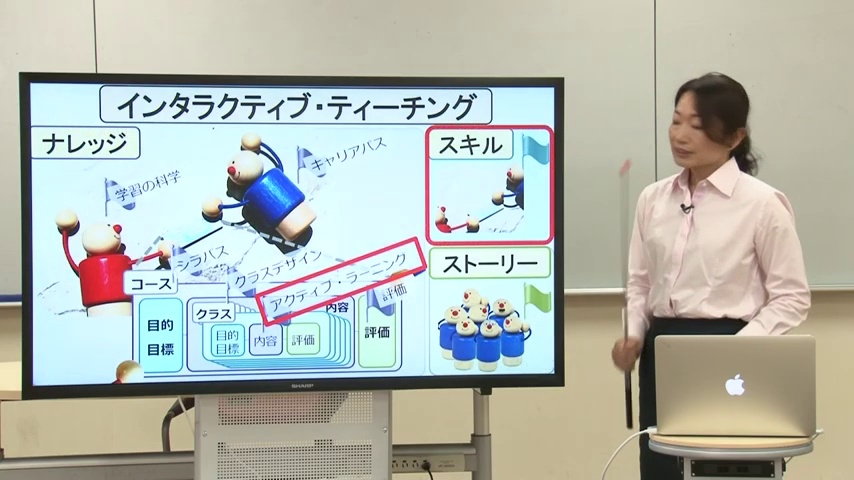 インタラクティブ・ティーチング
ナレッジ
学習の科学
キャリアパス
シラバス
クラスデザイン
アクティブ・ラーニング
評価
コース
目的
目標
クラス
目的
目標
内容
評価
内容
評価
スキル
ストーリー
SHARP